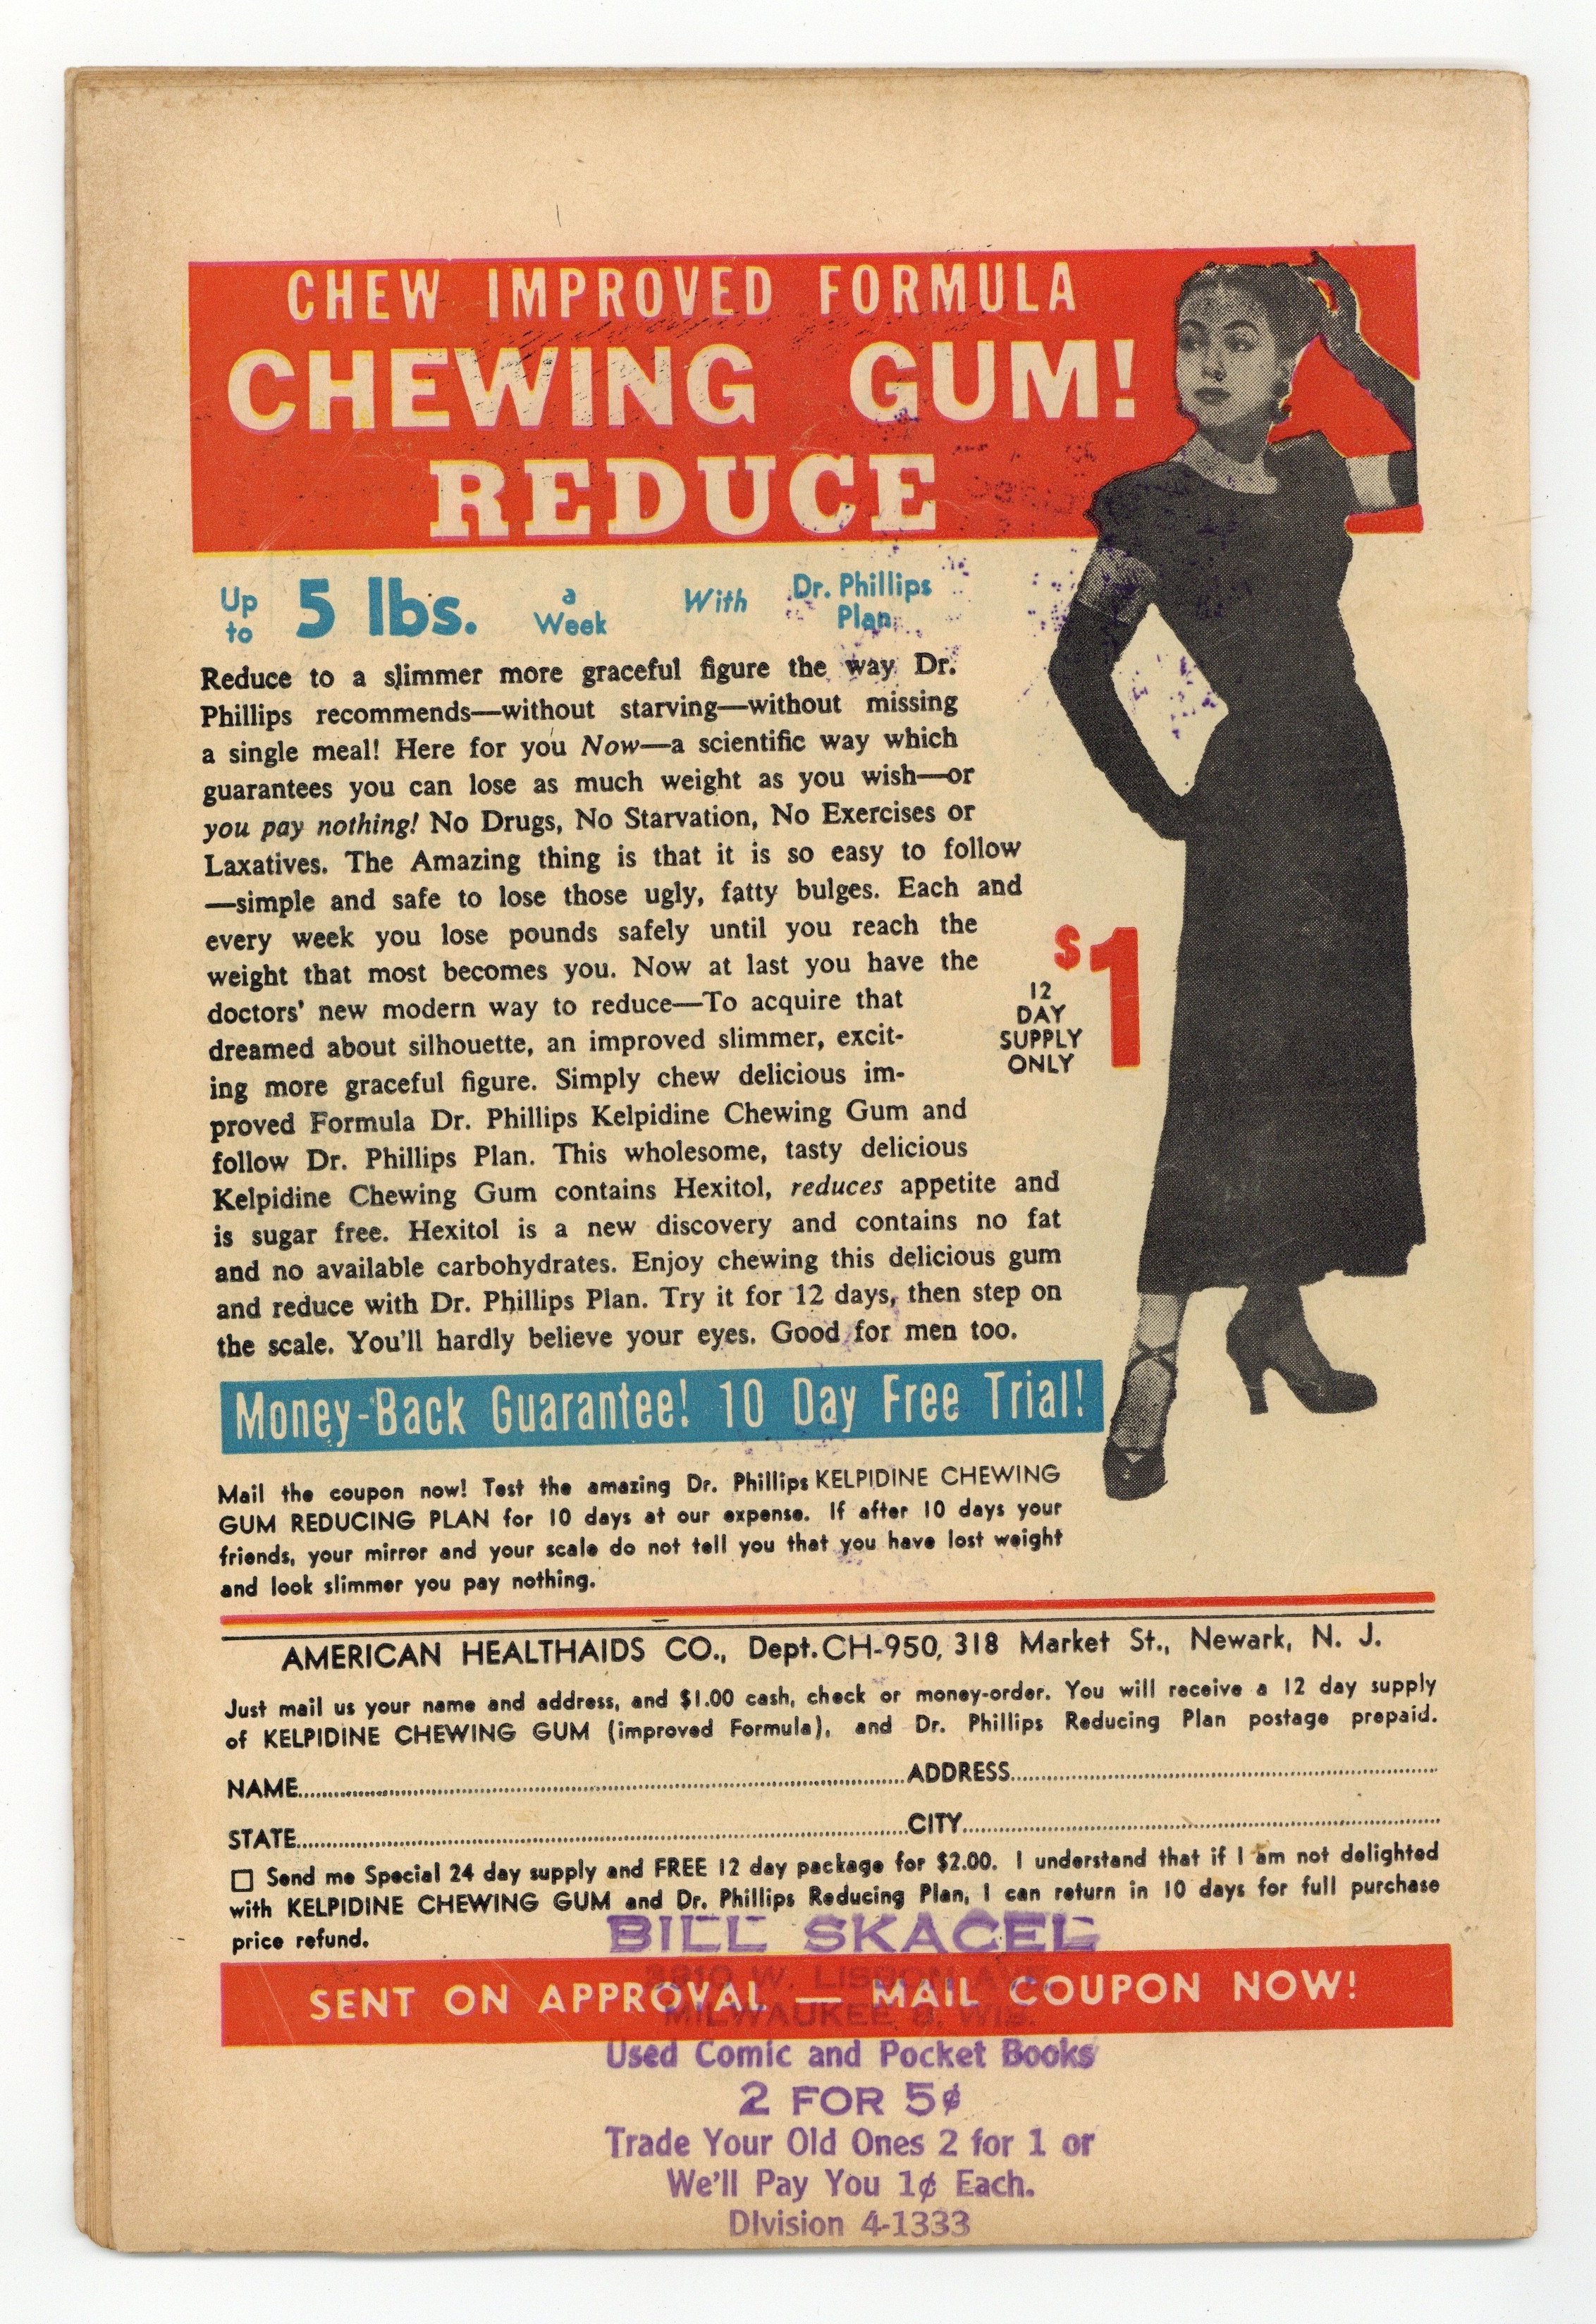 CHEW IMPROVED FORMULA
CHEWING GUM!
REDUCE
Up to 5 lbs. a Week With Dr. Phillips Plan
Reduce to a slimmer more graceful figure the way Dr.
Phillips recommends—without starving—without missing
a single meal! Here for you Now—a scientific way which
guarantees you can lose as much weight as you wish—or
you pay nothing! No Drugs, No Starvation, No Exercises or
Laxatives. The Amazing thing is that it is so easy to follow
—simple and safe to lose those ugly, fatty bulges. Each and
every week you lose pounds safely until you reach the
weight that most becomes you. Now at last you have the
doctors' new modern way to reduce—To acquire that
dreamed about silhouette, an improved slimmer, excit-
ing more graceful figure. Simply chew delicious im-
proved Formula Dr. Phillips Kelpidine Chewing Gum and
follow Dr. Phillips Plan. This wholesome, tasty delicious
Kelpidine Chewing Gum contains Hexitol, reduces appetite and
is sugar free. Hexitol is a new discovery and contains no fat
and no available carbohydrates. Enjoy chewing this delicious gum
and reduce with Dr. Phillips Plan. Try it for 12 days, then step on
the scale. You'll hardly believe your eyes. Good for men too.
$1
12
DAY
SUPPLY
ONLY
Money-Back Guarantee! 10 Day Free Trial!
Mail the coupon now! Test the amazing Dr. Phillips KELPIDINE CHEWING
GUM REDUCING PLAN for 10 days at our expense. If after 10 days your
friends, your mirror and your scale do not tell you that you have lost weight
and look slimmer you pay nothing.
AMERICAN HEALTHAIDS CO., Dept. CH-950, 318 Market St., Newark, N. J.
Just mail us your name and address, and $1.00 cash, check or money-order. You will receive a 12 day supply
of KELPIDINE CHEWING GUM (improved Formula), and Dr. Phillips Reducing Plan postage prepaid.
NAME ADDRESS
STATE CITY
Send me Special 24 day supply and FREE 12 day package for $2.00. I understand that if I am not delighted
with KELPIDINE CHEWING GUM and Dr. Phillips Reducing Plan, I can return in 10 days for full purchase
price refund.
BILL SKACEL
W. LISBON AVE.
MILWAUKEE 8, Wis.
SENT ON APPROVAL — MAIL COUPON NOW!
Used Comic and Pocket Books
2 FOR 5¢
Trade Your Old Ones 2 for 1 or
We'll Pay You 1¢ Each.
DIvision 4-1333